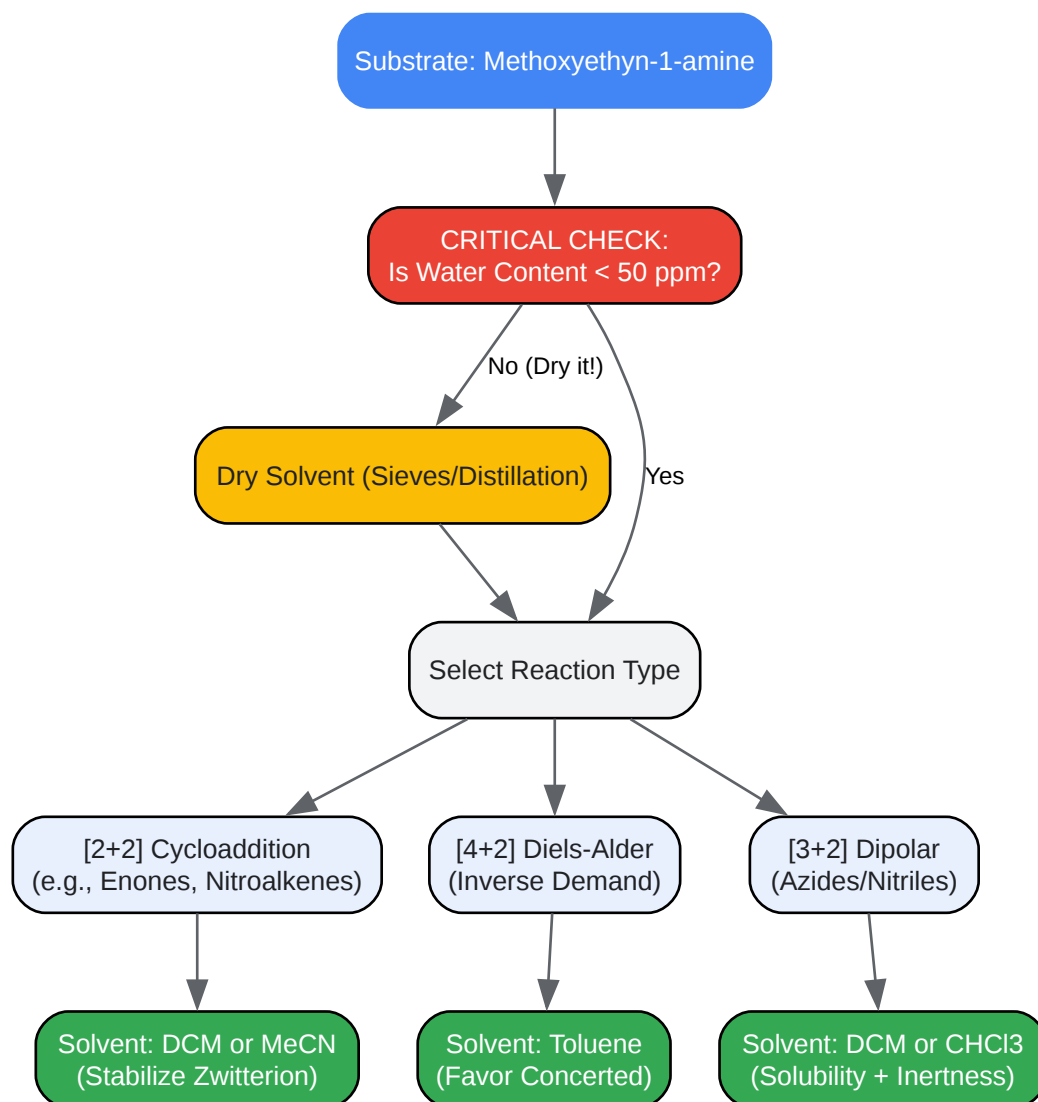 Substrate: Methoxyethyn-1-amine
CRITICAL CHECK:
Is Water Content < 50 ppm?
No (Dry it!)
Dry Solvent (Sieves/Distillation)
Yes
Select Reaction Type
[2+2] Cycloaddition
(e.g., Enones, Nitroalkenes)
[4+2] Diels-Alder
(Inverse Demand)
[3+2] Dipolar
(Azides/Nitriles)
Solvent: DCM or MeCN
(Stabilize Zwitterion)
Solvent: Toluene
(Favor Concerted)
Solvent: DCM or CHCl3
(Solubility + Inertness)